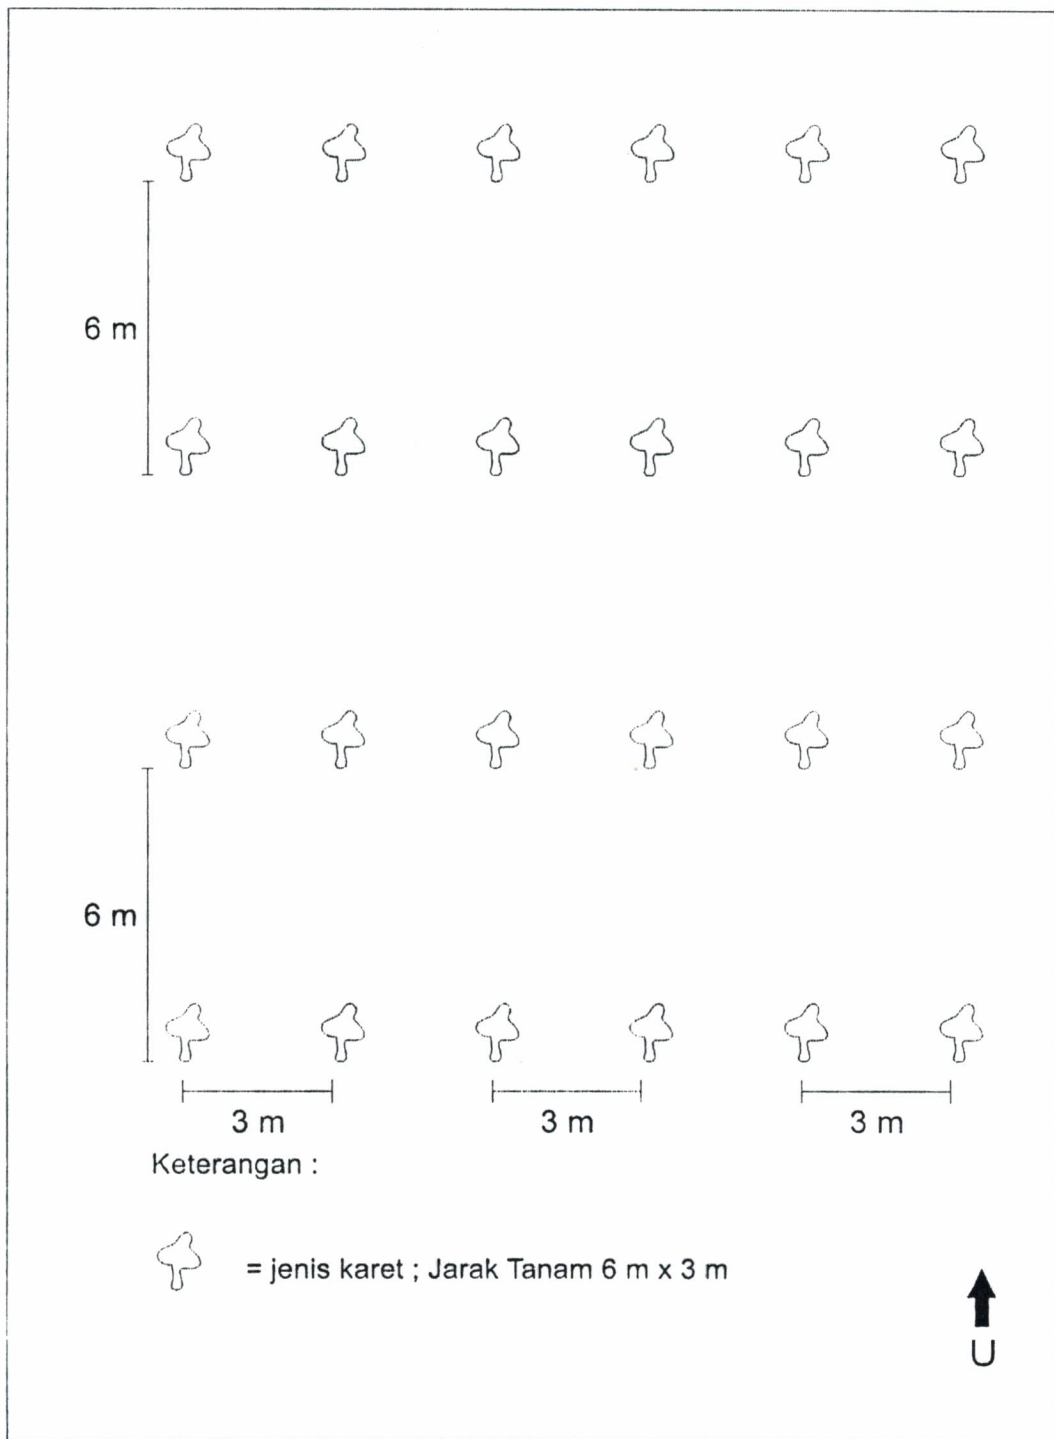 6 m
6 m
3 m 3 m 3 m
Keterangan :
= jenis karet ; Jarak Tanam 6 m x 3 m
U